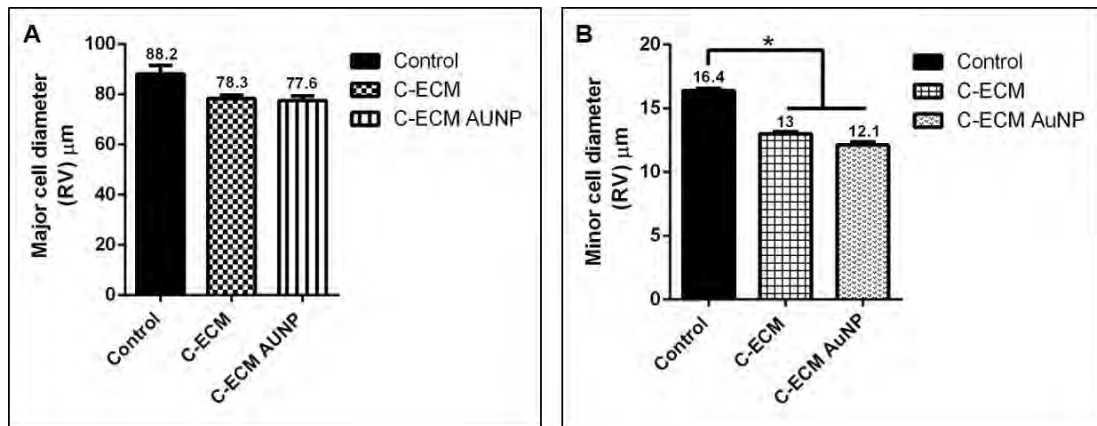 A
Major cell diameter
(RV) μm
100
80
60
40
20
0
88.2
78.3
77.6
Control
C-ECM
C-ECM AUNP
Control
C-ECM
C-ECM AUNP
B
Minor cell diameter
(RV) μm
20
15
10
5
0
*
16.4
13
12.1
Control
C-ECM
C-ECM AuNP
Control
C-ECM
C-ECM AuNP